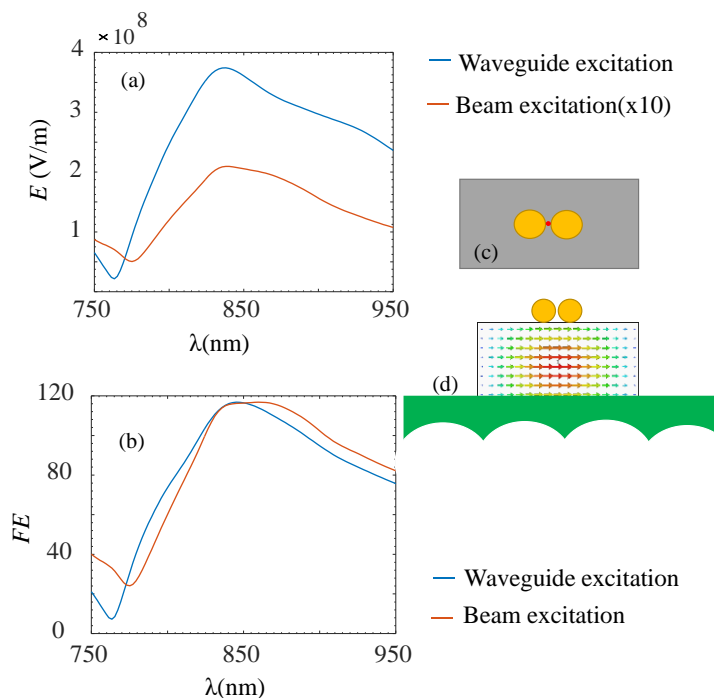 × 10⁸
4
3
2
1
E (V/m)
(a)
750
850
950
λ(nm)
Waveguide excitation
Beam excitation(x10)
(c)
(d)
120
80
40
0
FE
(b)
750
850
950
λ(nm)
Waveguide excitation
Beam excitation